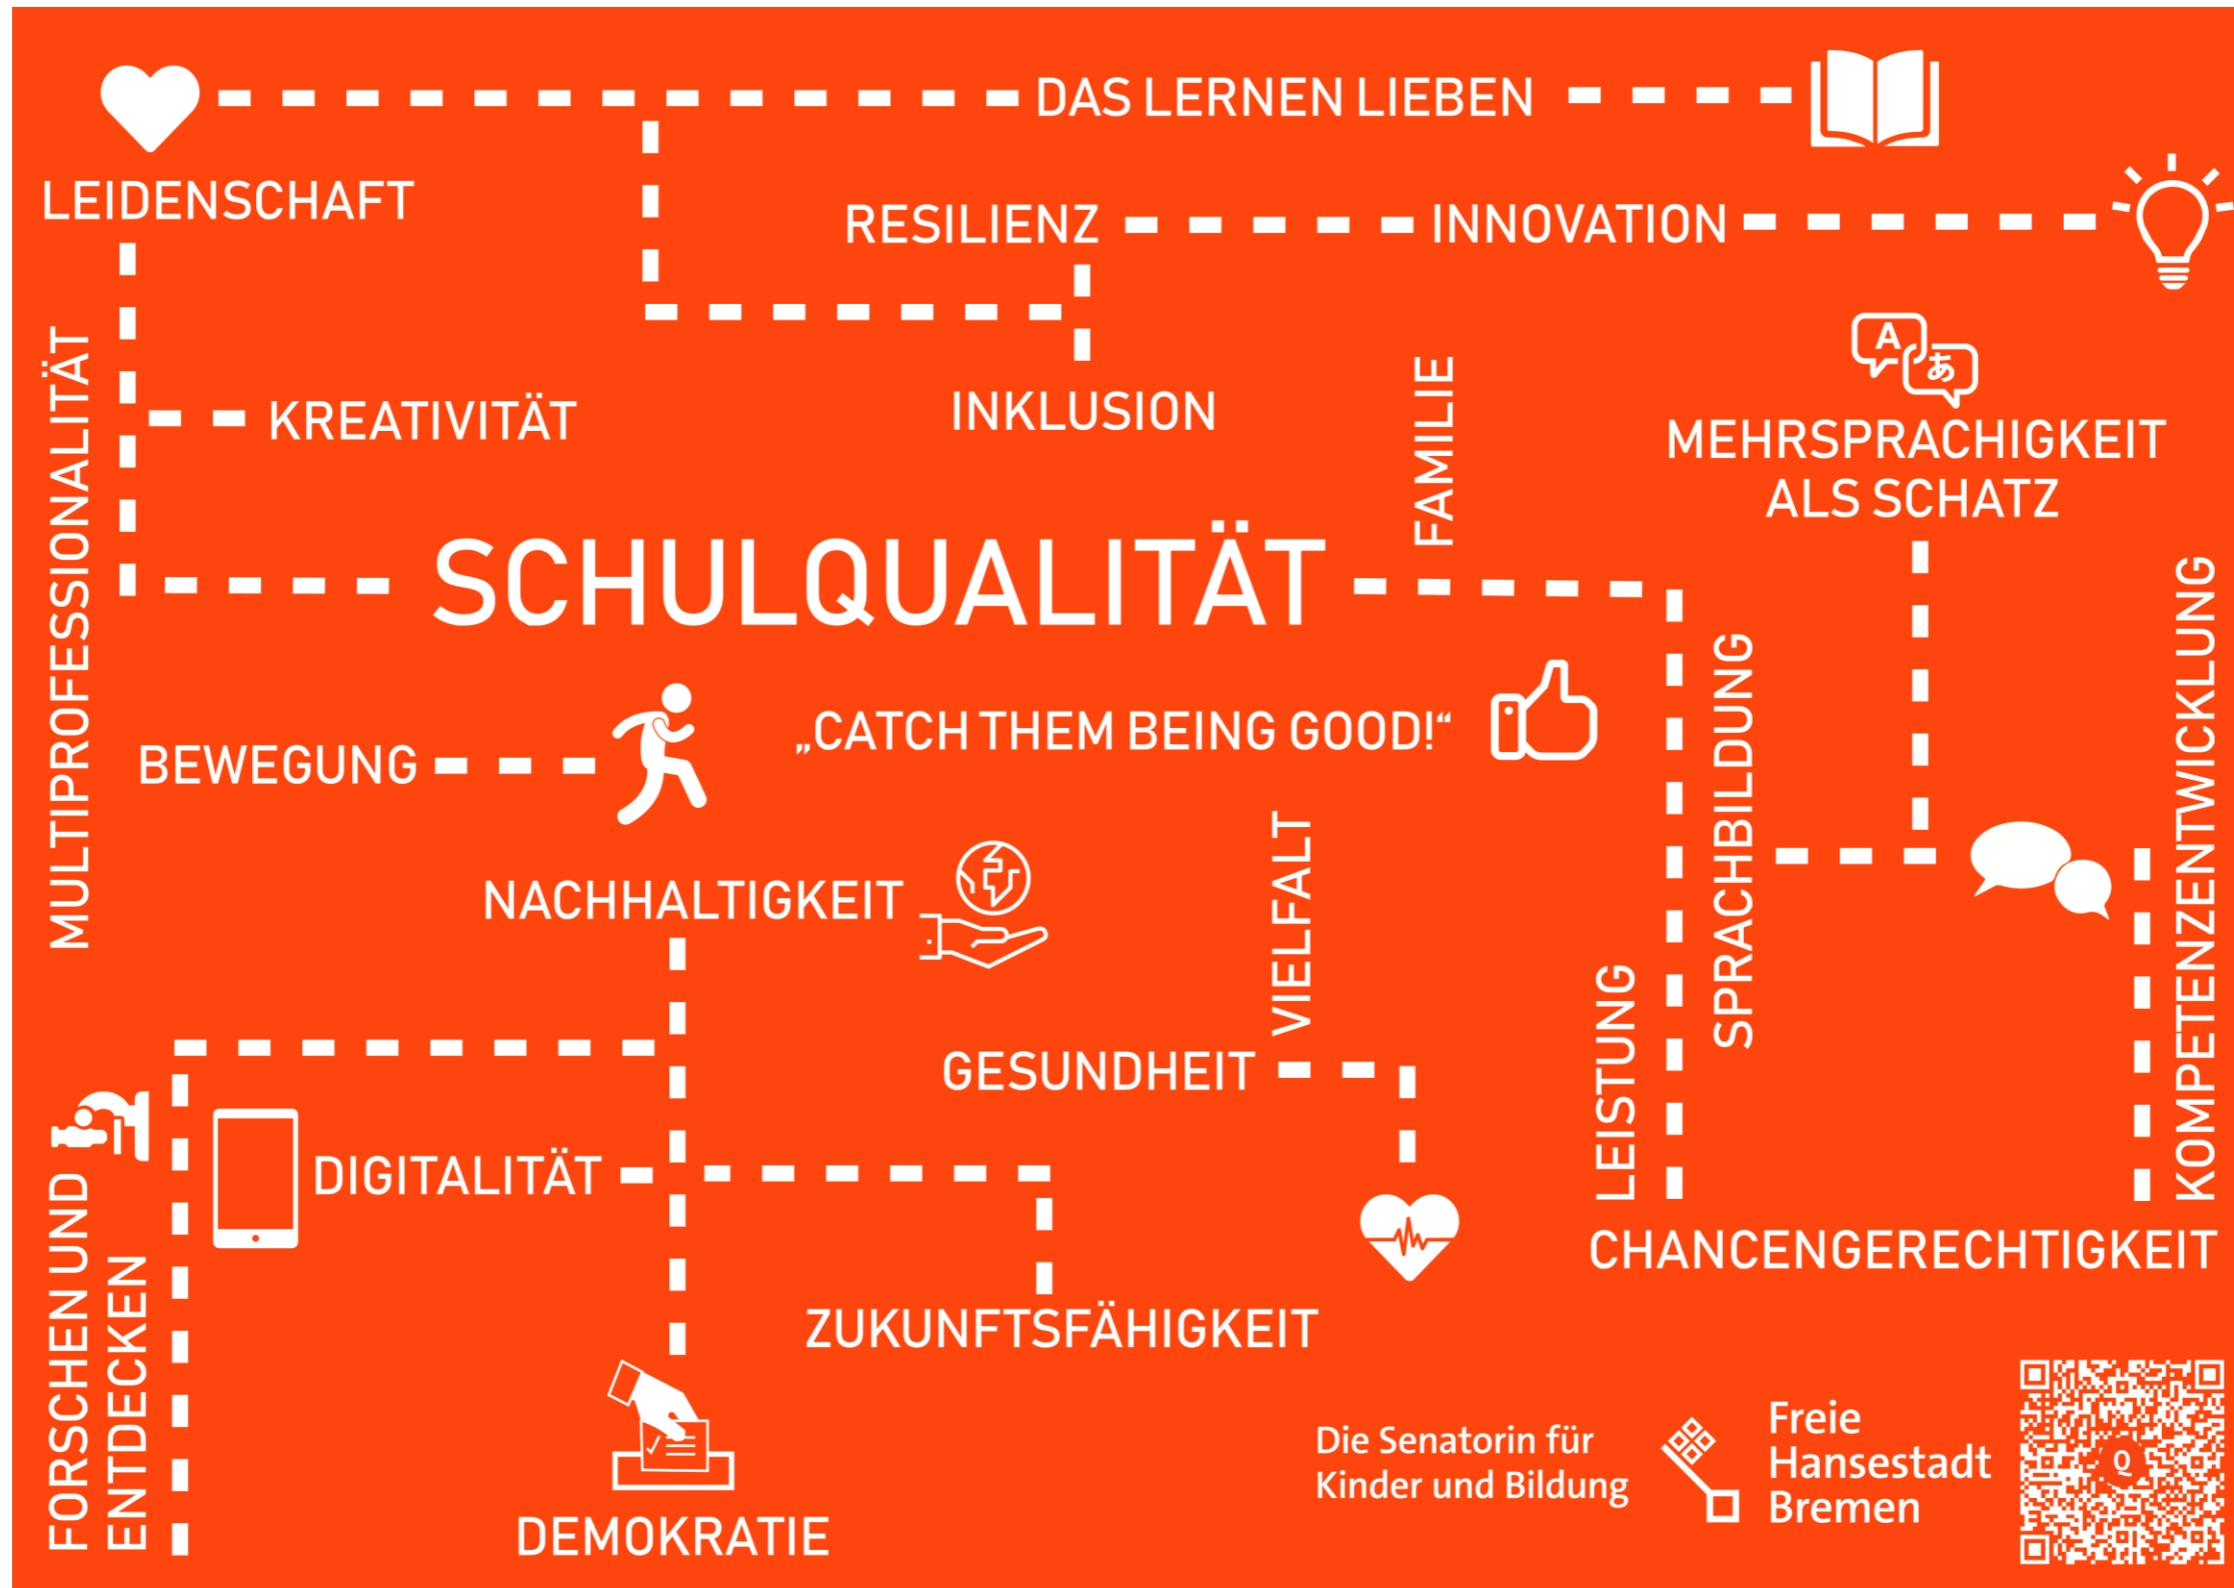 DAS LERNEN LIEBEN
LEIDENSCHAFT
RESILIENZ
INNOVATION
A
あ
MULTIPROFESSIONALITÄT
KREATIVITÄT
INKLUSION
FAMILIE
MEHRSPRACHIGKEIT
ALS SCHATZ
SCHULQUALITÄT
BEWEGUNG
„CATCH THEM BEING GOOD!“
SPRACHBILDUNG
KOMPETENZENTWICKLUNG
NACHHALTIGKEIT
VIELFALT
GESUNDHEIT
LEISTUNG
FORSCHEN UND
ENTDECKEN
DIGITALITÄT
CHANCENGERECHTIGKEIT
ZUKUNFTSFÄHIGKEIT
DEMOKRATIE
Die Senatorin für
Kinder und Bildung
Freie
Hansestadt
Bremen
Q